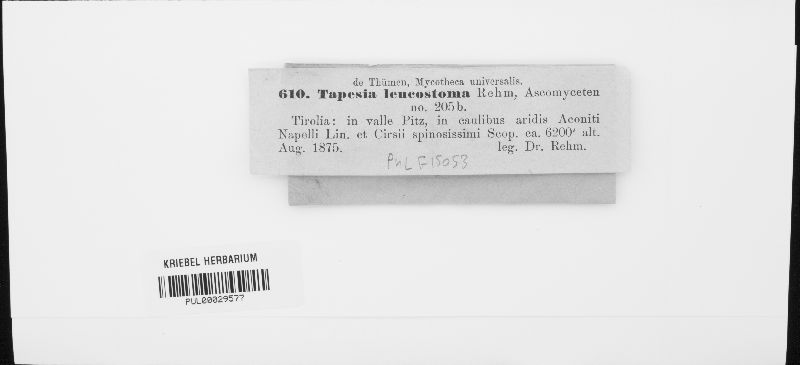 de Thümen, Mycotheca universalis.
610. Tapesia leucostoma Rehm, Ascomyceten
no. 205b.
Tirolia: in valle Pitz, in caulibus aridis Aconiti
Napelli Lin. et Cirsii spinosissimi Scop. ca. 6200' alt.
Aug. 1875. leg. Dr. Rehm.
PUL F15053
KRIEBEL HERBARIUM
PUL00029577